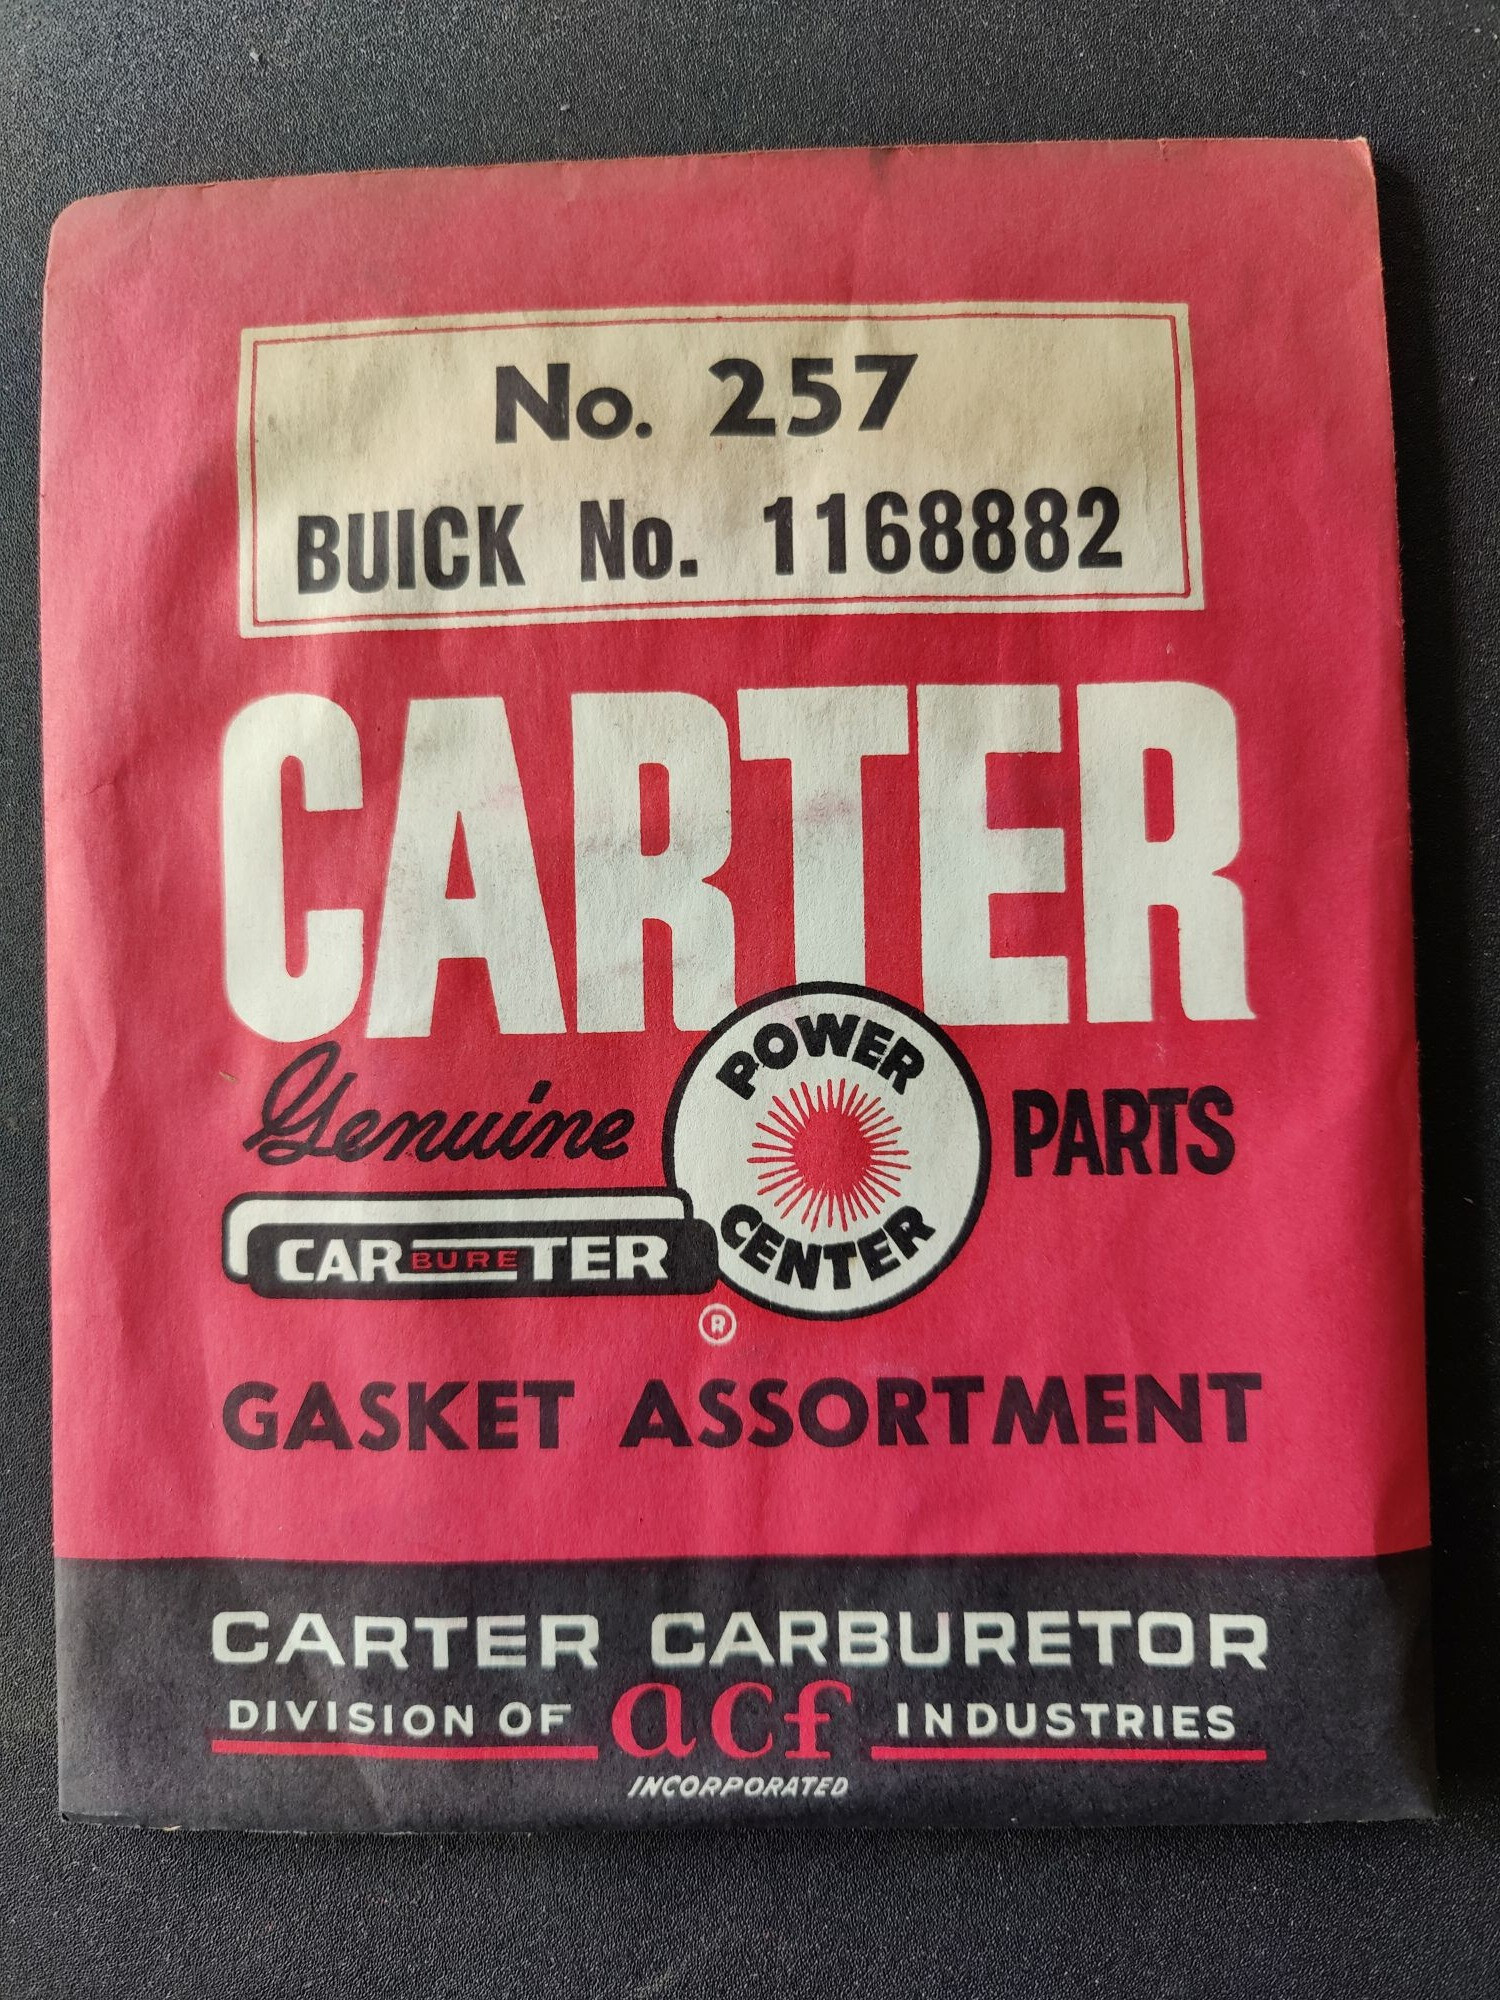 No. 257
BUICK No. 1168882
CARTER
Genuine
POWER CENTER
PARTS
CARBURETER
®
GASKET ASSORTMENT
CARTER CARBURETOR
DIVISION OF acf INDUSTRIES
INCORPORATED